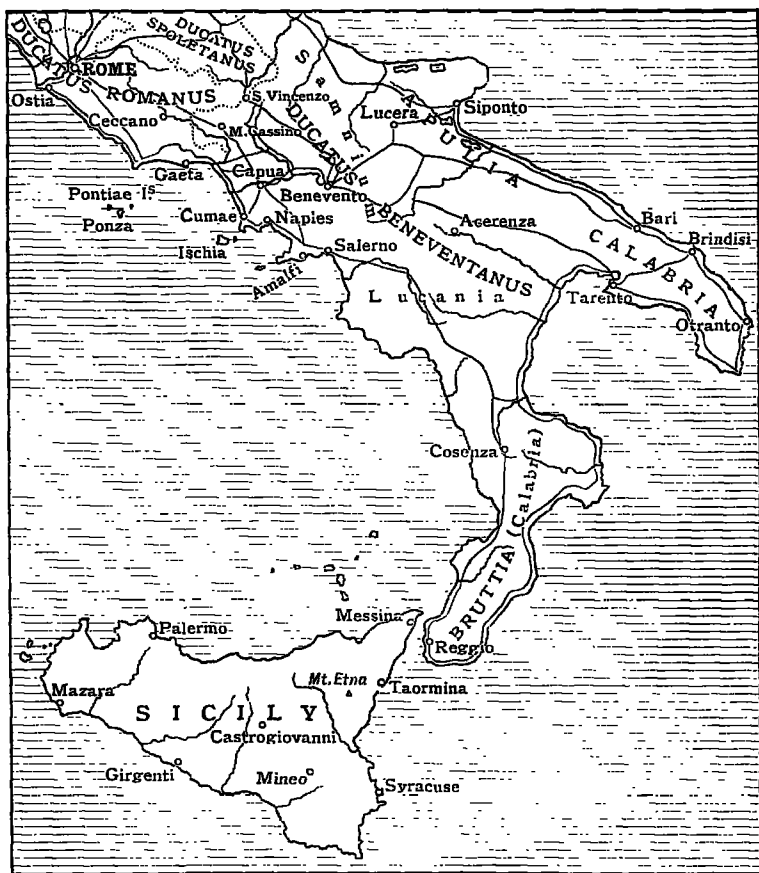 DUCATUS
SPOLETANUS
DUCATUS
ROMANUS
ROME
Ostia
Samnium
S. Vincenzo
Ceccano
M. Cassino
Lucera
Siponto
APULIA
DUCATUS
BENEVENTANUS
Gaeta
Capua
Benevento
Pontiae Is.
Ponza
Cumae
Naples
Ischia
Amalfi
Salerno
Acerenza
Bari
Brindisi
CALABRIA
Tarento
Otranto
Lucania
Cosenza
BRUTTIA (Calabria)
Messina
Reggio
Palermo
Mt. Etna
Taormina
Mazara
SICILY
Castrogiovanni
Girgenti
Mineo
Syracuse